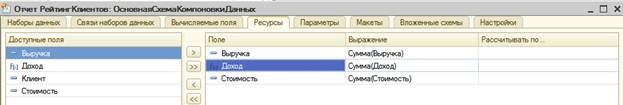 Отчет РейтингКлиентов: ОсновнаяСхемаКомпоновкиДанных
Наборы данных Связи наборов данных Вычисляемые поля Ресурсы Параметры Макеты Вложенные схемы Настройки
Доступные поля
Выручка
Доход
Клиент
Стоимость
Поле Выражение Рассчитывать по...
Выручка Сумма(Выручка)
Доход Сумма(Доход)
Стоимость Сумма(Стоимость)